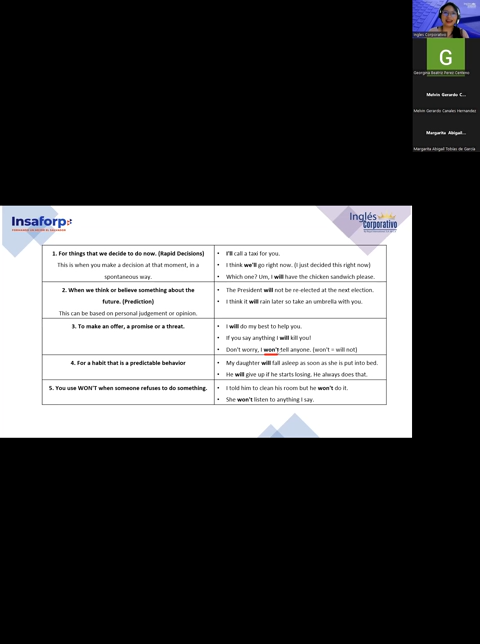 Inglés Corporativo
G
Georgina Beatriz Perez Centeno
Melvin Gerardo C...
Melvin Gerardo Canales Hernandez
Margarita Abigail...
Margarita Abigail Tobias de Garcia
Insaforp
Inglés
Corporativo
1. For things that we decide to do now. (Rapid Decisions)
This is when you make a decision at that moment, in a
spontaneous way.
• I'll call a taxi for you.
• I think we'll go right now. (I just decided this right now)
• Which one? Um, I will have the chicken sandwich please.
2. When we think or believe something about the
future. (Prediction)
This can be based on personal judgement or opinion.
• The President will not be re-elected at the next election.
• I think it will rain later so take an umbrella with you.
3. To make an offer, a promise or a threat.
• I will do my best to help you.
• If you say anything I will kill you!
• Don't worry, I won't tell anyone. (won't = will not)
4. For a habit that is a predictable behavior
• My daughter will fall asleep as soon as she is put into bed.
• He will give up if he starts losing. He always does that.
5. You use WON'T when someone refuses to do something.
• I told him to clean his room but he won't do it.
• She won't listen to anything I say.